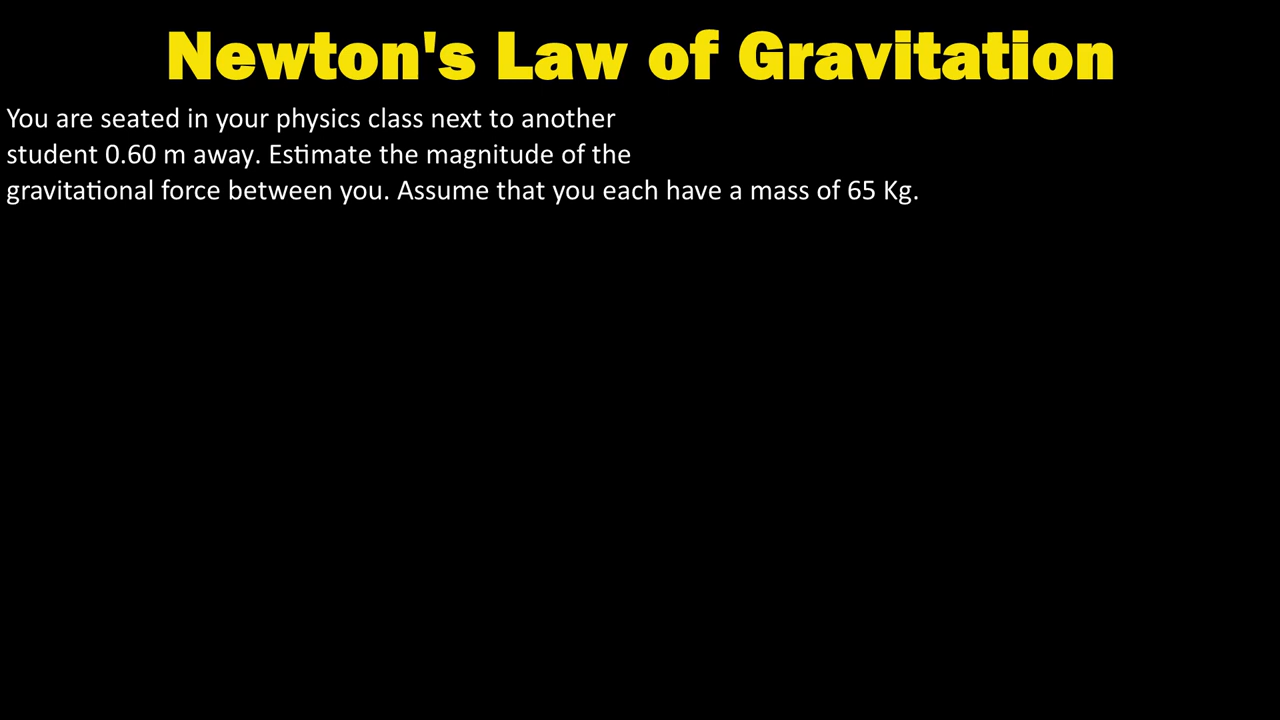 Newton's Law of Gravitation
You are seated in your physics class next to another
student 0.60 m away. Estimate the magnitude of the
gravitational force between you. Assume that you each have a mass of 65 Kg.